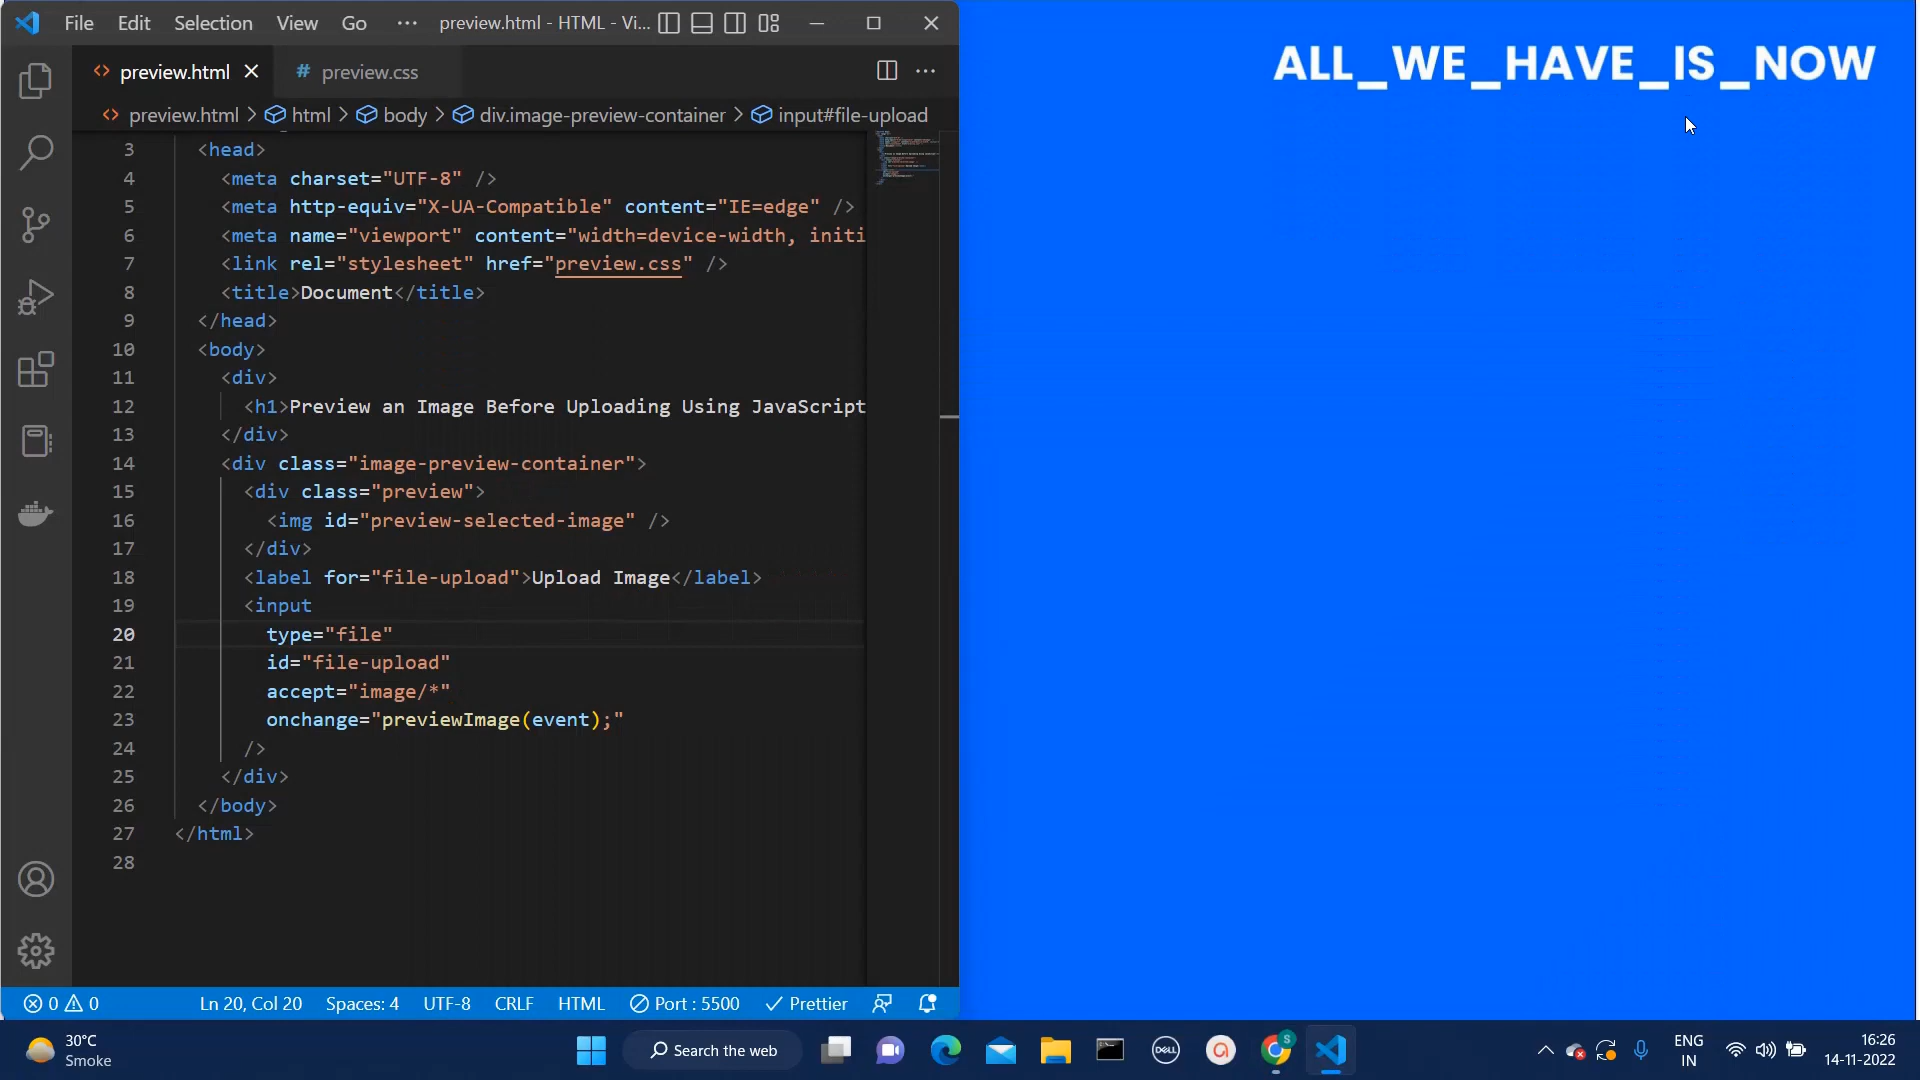 File Edit Selection View Go ··· preview.html - HTML - Vi...
preview.html preview.css
preview.html > html > body > div.image-preview-container > input#file-upload
3 <head>
4 <meta charset="UTF-8" />
5 <meta http-equiv="X-UA-Compatible" content="IE=edge" />
6 <meta name="viewport" content="width=device-width, initi
7 <link rel="stylesheet" href="preview.css" />
8 <title>Document</title>
9 </head>
10 <body>
11 <div>
12 <h1>Preview an Image Before Uploading Using JavaScript
13 </div>
14 <div class="image-preview-container">
15 <div class="preview">
16 <img id="preview-selected-image" />
17 </div>
18 <label for="file-upload">Upload Image</label>
19 <input
20 type="file"
21 id="file-upload"
22 accept="image/*"
23 onchange="previewImage(event);"
24 />
25 </div>
26 </body>
27 </html>
28
0 0 Ln 20, Col 20 Spaces: 4 UTF-8 CRLF HTML Port : 5500 Prettier
ALL_WE_HAVE_IS_NOW
30°C
Smoke
Search the web
DELL
S
ENG
IN
16:26
14-11-2022